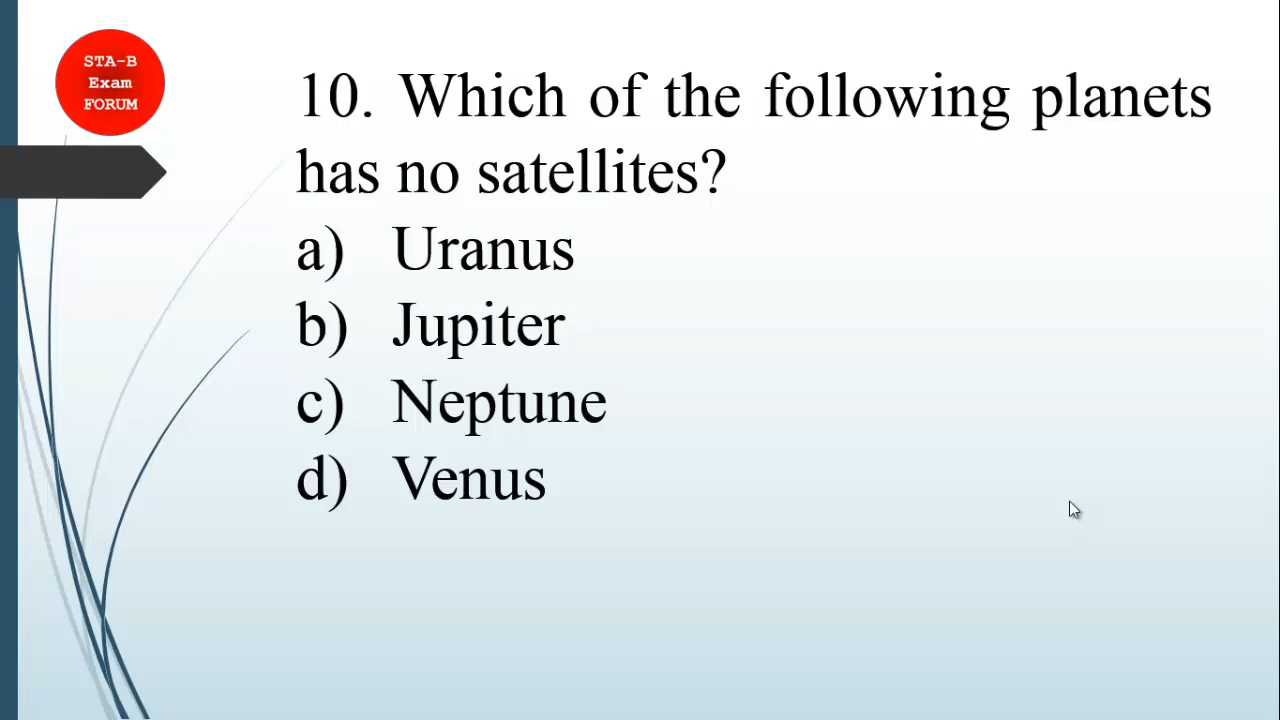 STA-B
Exam
FORUM
10. Which of the following planets
has no satellites?
a) Uranus
b) Jupiter
c) Neptune
d) Venus